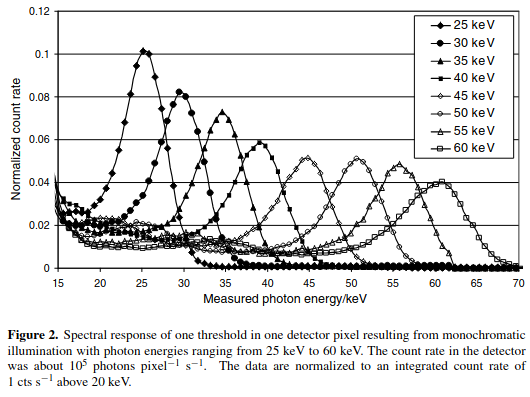 0.12
0.1
0.08
0.06
0.04
0.02
0
Normalized count rate
15 20 25 30 35 40 45 50 55 60 65 70
Measured photon energy/keV
25 keV
30 keV
35 keV
40 keV
45 keV
50 keV
55 keV
60 keV
Figure 2. Spectral response of one threshold in one detector pixel resulting from monochromatic
illumination with photon energies ranging from 25 keV to 60 keV. The count rate in the detector
was about 10⁵ photons pixel⁻¹ s⁻¹. The data are normalized to an integrated count rate of
1 cts s⁻¹ above 20 keV.